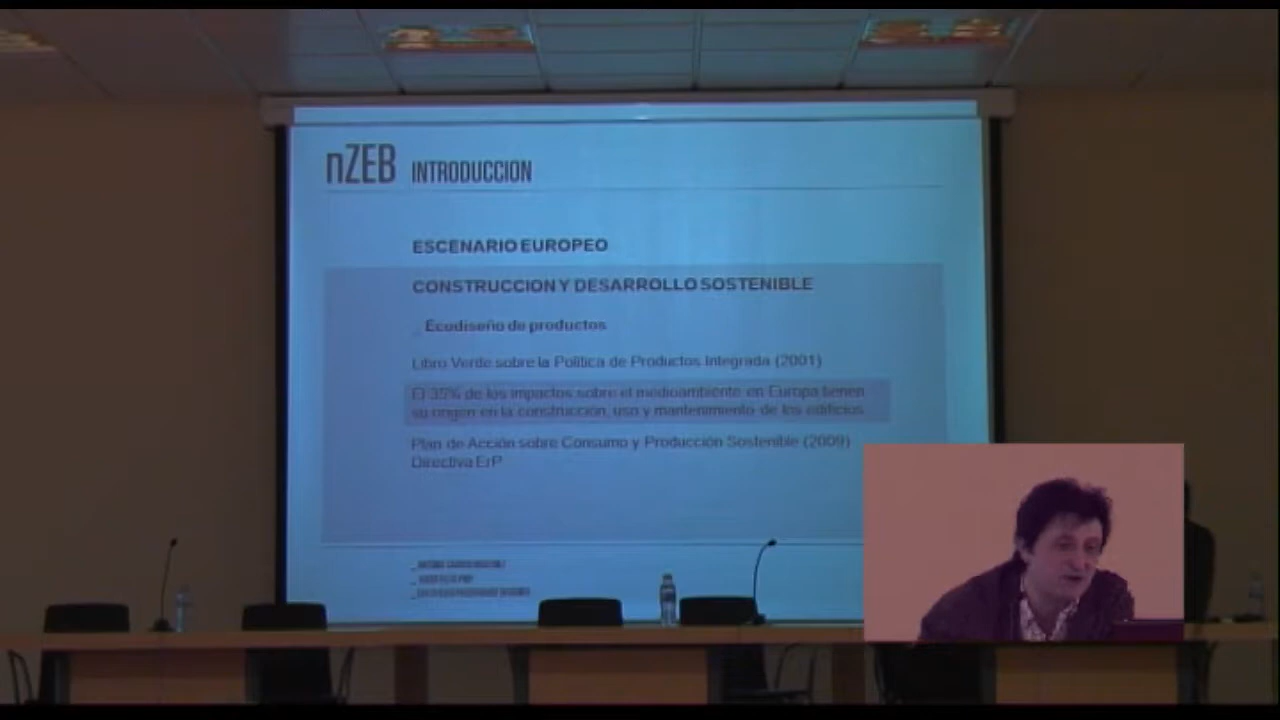 nZEB INTRODUCCION
ESCENARIO EUROPEO
CONSTRUCCION Y DESARROLLO SOSTENIBLE
_ Ecodiseño de productos
Libro Verde sobre la Política de Productos Integrada (2001)
El 35% de los impactos sobre el medioambiente en Europa tienen
su origen en la construcción, uso y mantenimiento de los edificios
Plan de Acción sobre Consumo y Producción Sostenible (2009)
Directiva ErP